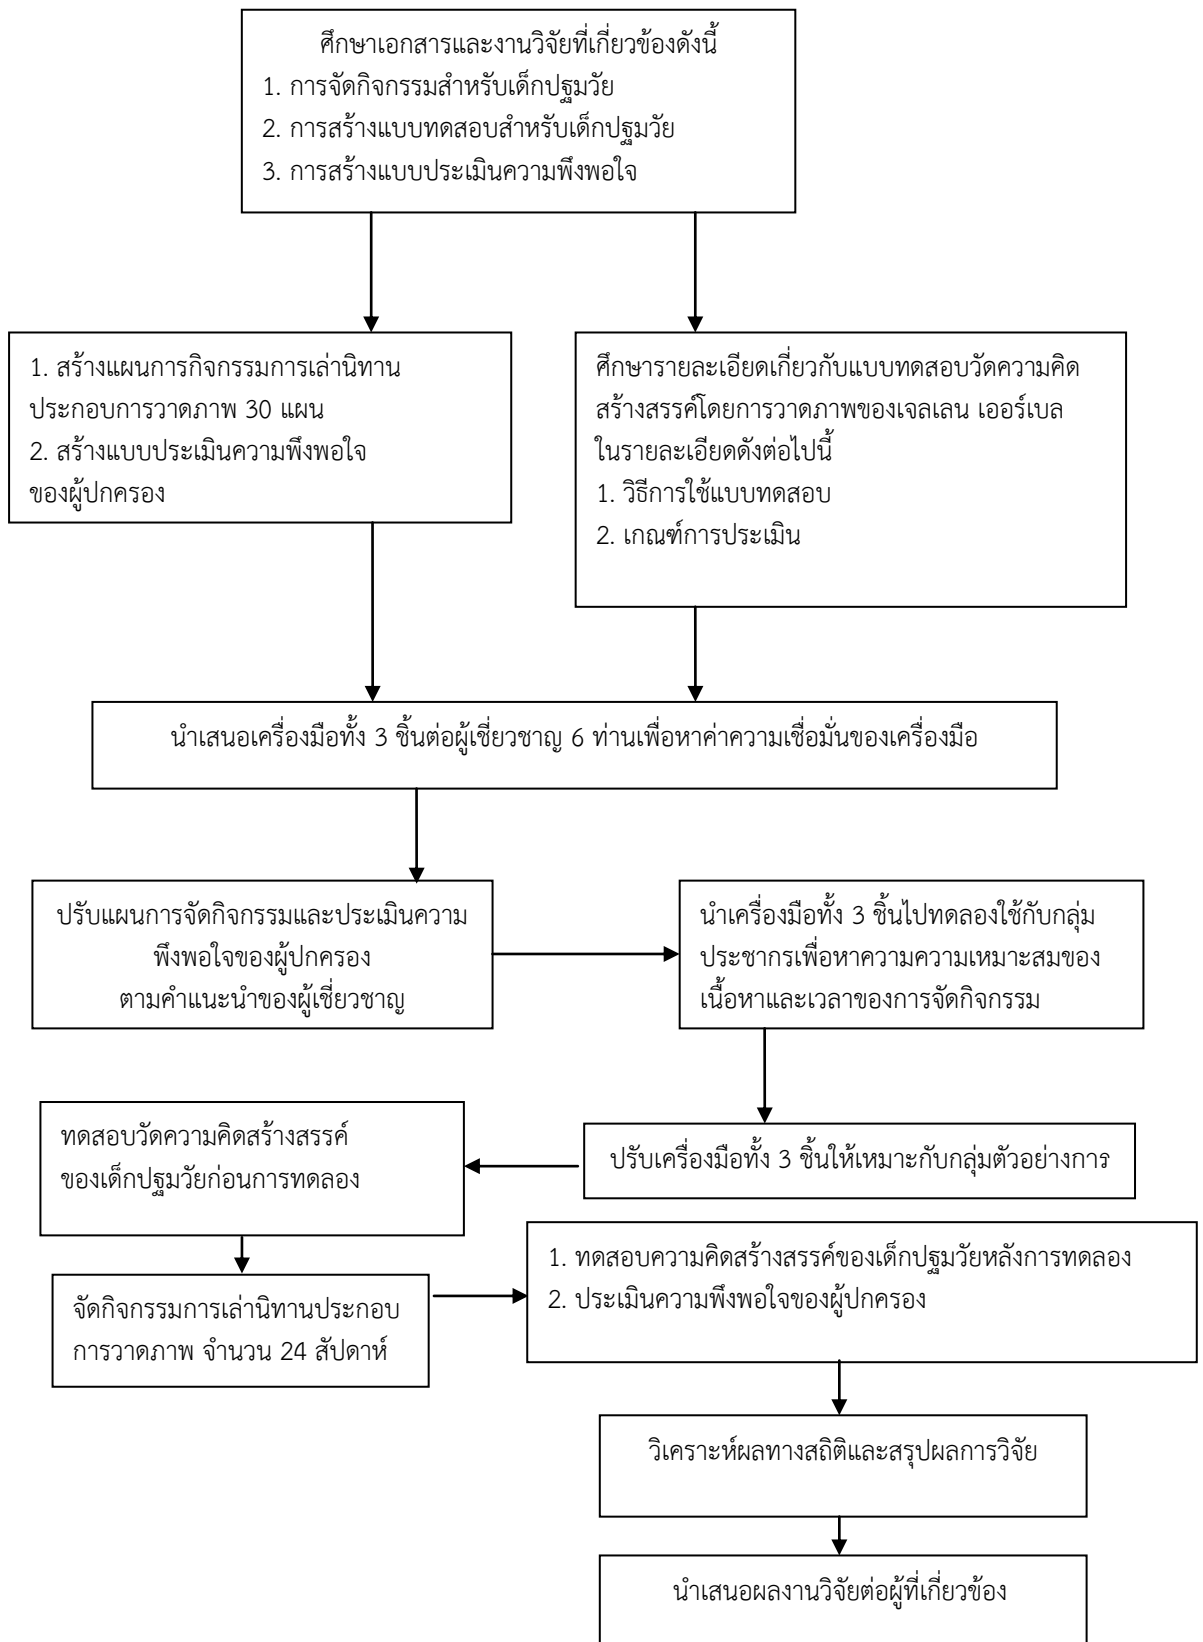 ศึกษาเอกสารและงานวิจัยที่เกี่ยวข้องดังนี้
1. การจัดกิจกรรมสำหรับเด็กปฐมวัย
2. การสร้างแบบทดสอบสำหรับเด็กปฐมวัย
3. การสร้างแบบประเมินความพึงพอใจ
1. สร้างแผนการกิจกรรมการเล่านิทาน
ประกอบการวาดภาพ 30 แผน
2. สร้างแบบประเมินความพึงพอใจ
ของผู้ปกครอง
ศึกษารายละเอียดเกี่ยวกับแบบทดสอบวัดความคิด
สร้างสรรค์โดยการวาดภาพของเจลเลน เออร์เบล
ในรายละเอียดดังต่อไปนี้
1. วิธีการใช้แบบทดสอบ
2. เกณฑ์การประเมิน
นำเสนอเครื่องมือทั้ง 3 ชิ้นต่อผู้เชี่ยวชาญ 6 ท่านเพื่อหาค่าความเชื่อมั่นของเครื่องมือ
ปรับแผนการจัดกิจกรรมและประเมินความ
พึงพอใจของผู้ปกครอง
ตามคำแนะนำของผู้เชี่ยวชาญ
นำเครื่องมือทั้ง 3 ชิ้นไปทดลองใช้กับกลุ่ม
ประชากรเพื่อหาความความเหมาะสมของ
เนื้อหาและเวลาของการจัดกิจกรรม
ทดสอบวัดความคิดสร้างสรรค์
ของเด็กปฐมวัยก่อนการทดลอง
ปรับเครื่องมือทั้ง 3 ชิ้นให้เหมาะกับกลุ่มตัวอย่างการ
จัดกิจกรรมการเล่านิทานประกอบ
การวาดภาพ จำนวน 24 สัปดาห์
1. ทดสอบความคิดสร้างสรรค์ของเด็กปฐมวัยหลังการทดลอง
2. ประเมินความพึงพอใจของผู้ปกครอง
วิเคราะห์ผลทางสถิติและสรุปผลการวิจัย
นำเสนอผลงานวิจัยต่อผู้ที่เกี่ยวข้อง